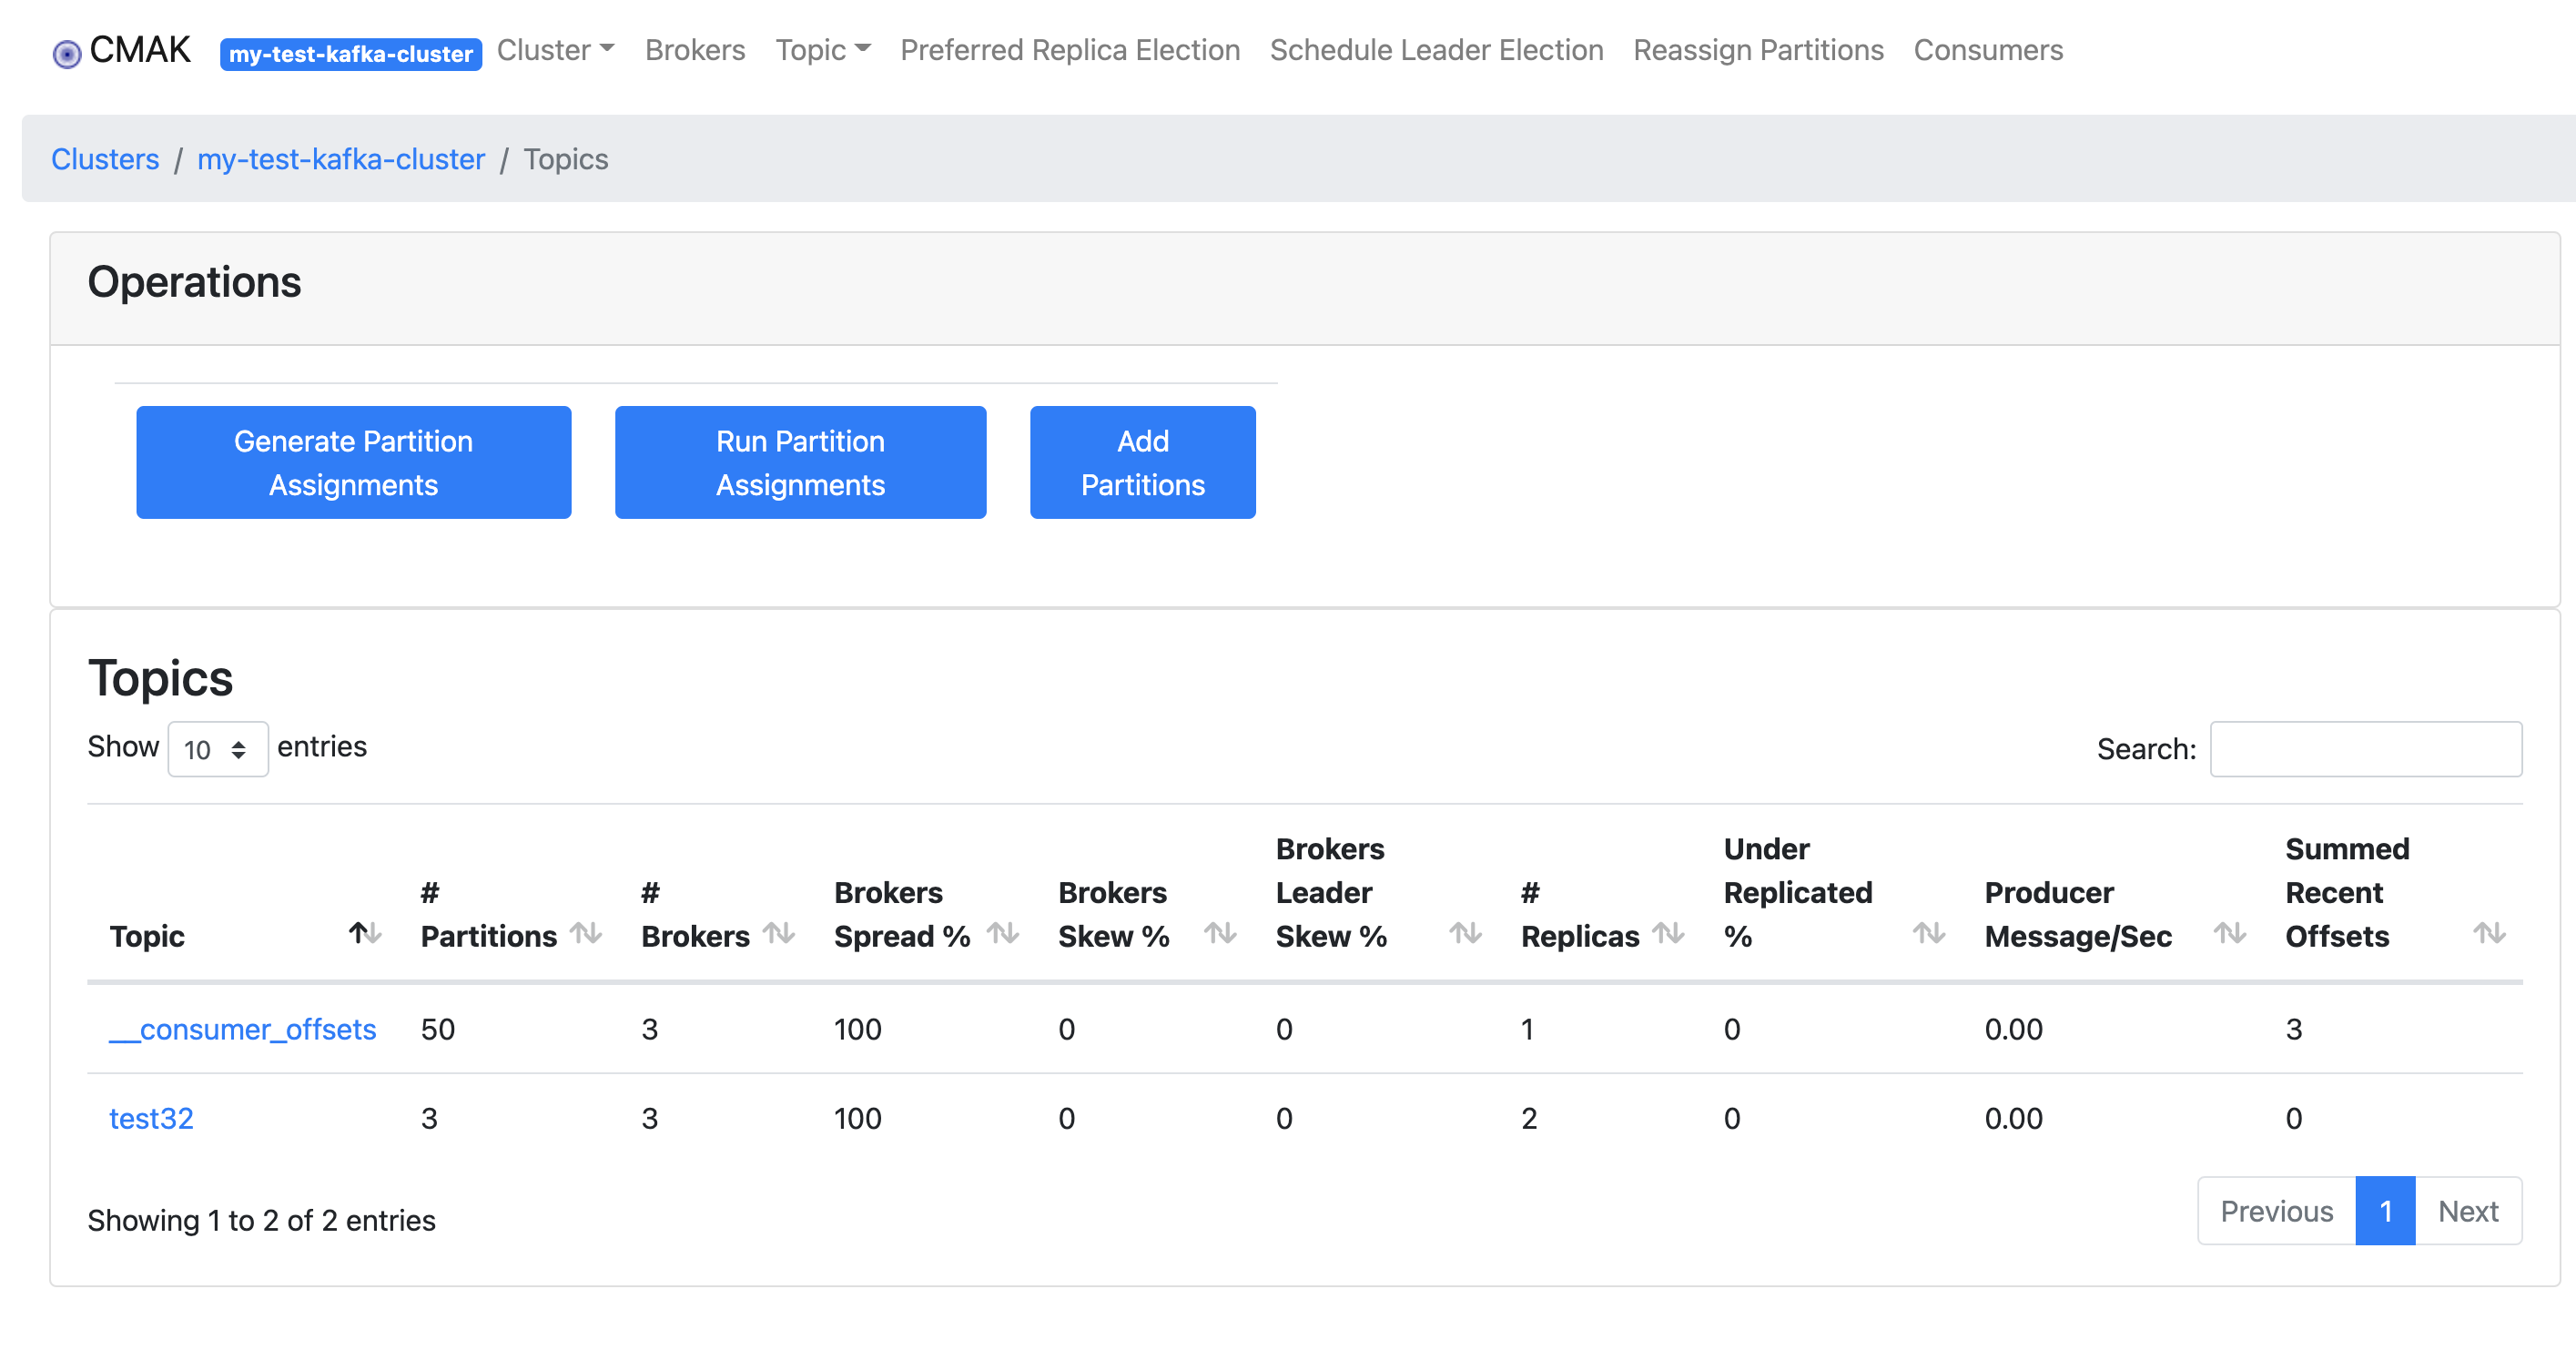 CMAK my-test-kafka-cluster Cluster Brokers Topic Preferred Replica Election Schedule Leader Election Reassign Partitions Consumers
Clusters / my-test-kafka-cluster / Topics
Operations
Generate Partition Assignments
Run Partition Assignments
Add Partitions
Topics
Show 10 entries
Search:
Topic # Partitions # Brokers Brokers Spread % Brokers Skew % Brokers Leader Skew % # Replicas Under Replicated % Producer Message/Sec Summed Recent Offsets
__consumer_offsets 50 3 100 0 0 1 0 0.00 3
test32 3 3 100 0 0 2 0 0.00 0
Showing 1 to 2 of 2 entries
Previous 1 Next